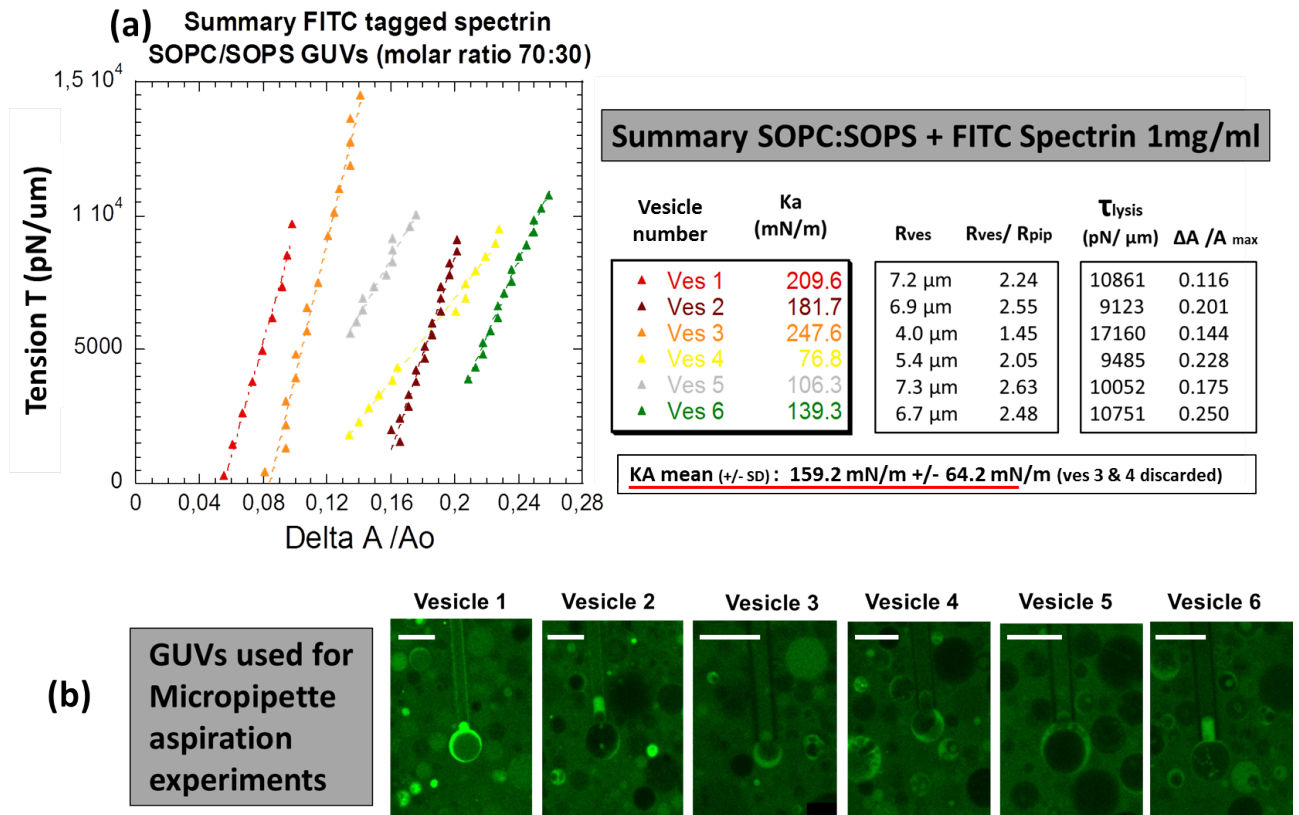 (a)
Summary FITC tagged spectrin
SOPC/SOPS GUVs (molar ratio 70:30)
1,5 10⁴
1 10⁴
5000
0
Tension T (pN/um)
0 0,04 0,08 0,12 0,16 0,2 0,24 0,28
Delta A /Ao
Summary SOPC:SOPS + FITC Spectrin 1mg/ml
Vesicle number Ka (mN/m) Rves Rves/ Rpip τlysis (pN/ µm) ΔA /A max
Ves 1 209.6 7.2 µm 2.24 10861 0.116
Ves 2 181.7 6.9 µm 2.55 9123 0.201
Ves 3 247.6 4.0 µm 1.45 17160 0.144
Ves 4 76.8 5.4 µm 2.05 9485 0.228
Ves 5 106.3 7.3 µm 2.63 10052 0.175
Ves 6 139.3 6.7 µm 2.48 10751 0.250
KA mean (+/- SD) : 159.2 mN/m +/- 64.2 mN/m (ves 3 & 4 discarded)
(b)
GUVs used for
Micropipette
aspiration
experiments
Vesicle 1 Vesicle 2 Vesicle 3 Vesicle 4 Vesicle 5 Vesicle 6